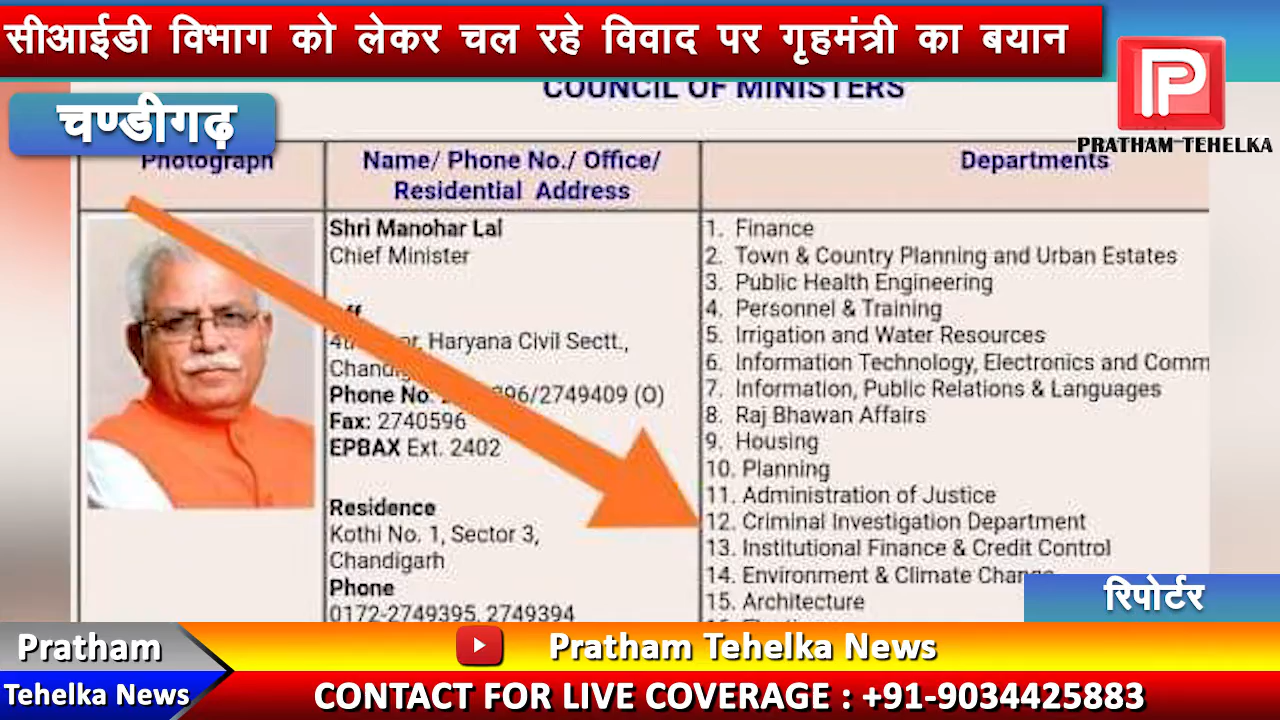 सीआईडी विभाग को लेकर चल रहे विवाद पर गृहमंत्री का बयान
चण्डीगढ़
PRATHAM TEHELKA
COUNCIL OF MINISTERS
Photograph
Name/ Phone No./ Office/
Residential Address
Departments
Shri Manohar Lal
Chief Minister
Haryana Civil Sectt.,
Phone No
96/2749409 (O)
Fax: 2740596
EPBAX Ext. 2402
Residence
Kothi No. 1, Sector 3,
Chandigarh
Phone
0172-2749395, 2749394
1. Finance
2. Town & Country Planning and Urban Estates
3. Public Health Engineering
4. Personnel & Training
5. Irrigation and Water Resources
6. Information Technology, Electronics and Comm
7. Information, Public Relations & Languages
8. Raj Bhawan Affairs
9. Housing
10. Planning
11. Administration of Justice
12. Criminal Investigation Department
13. Institutional Finance & Credit Control
14. Environment & Climate Change
15. Architecture
रिपोर्टर
Pratham
Tehelka News
Pratham Tehelka News
CONTACT FOR LIVE COVERAGE : +91-9034425883